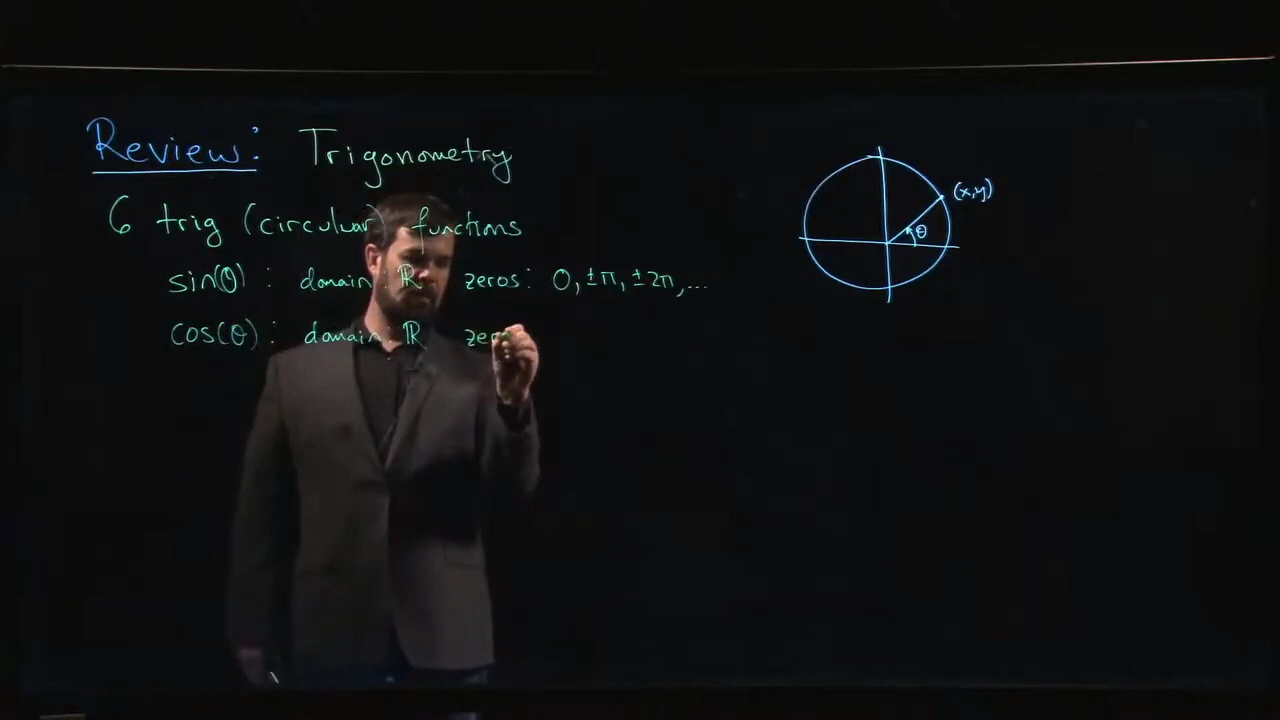 Review: Trigonometry
6 trig (circular) functions
sin(θ) : domain : ℝ zeros : 0, ±π, ±2π, ...
cos(θ) : domain : ℝ
(x,y)
θ